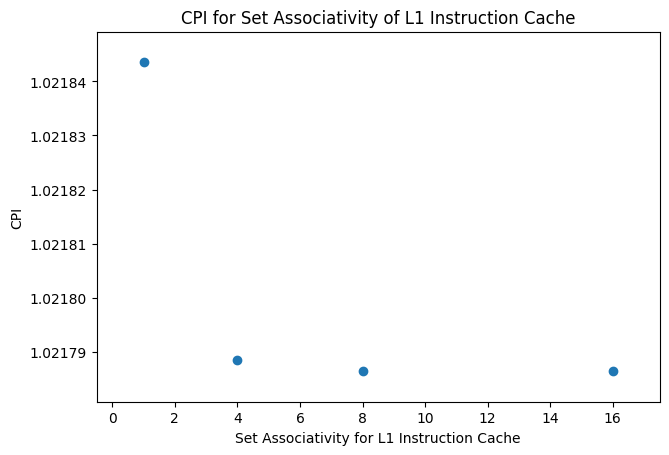 CPI for Set Associativity of L1 Instruction Cache
1.02184
1.02183
1.02182
1.02181
1.02180
1.02179
CPI
0 2 4 6 8 10 12 14 16
Set Associativity for L1 Instruction Cache